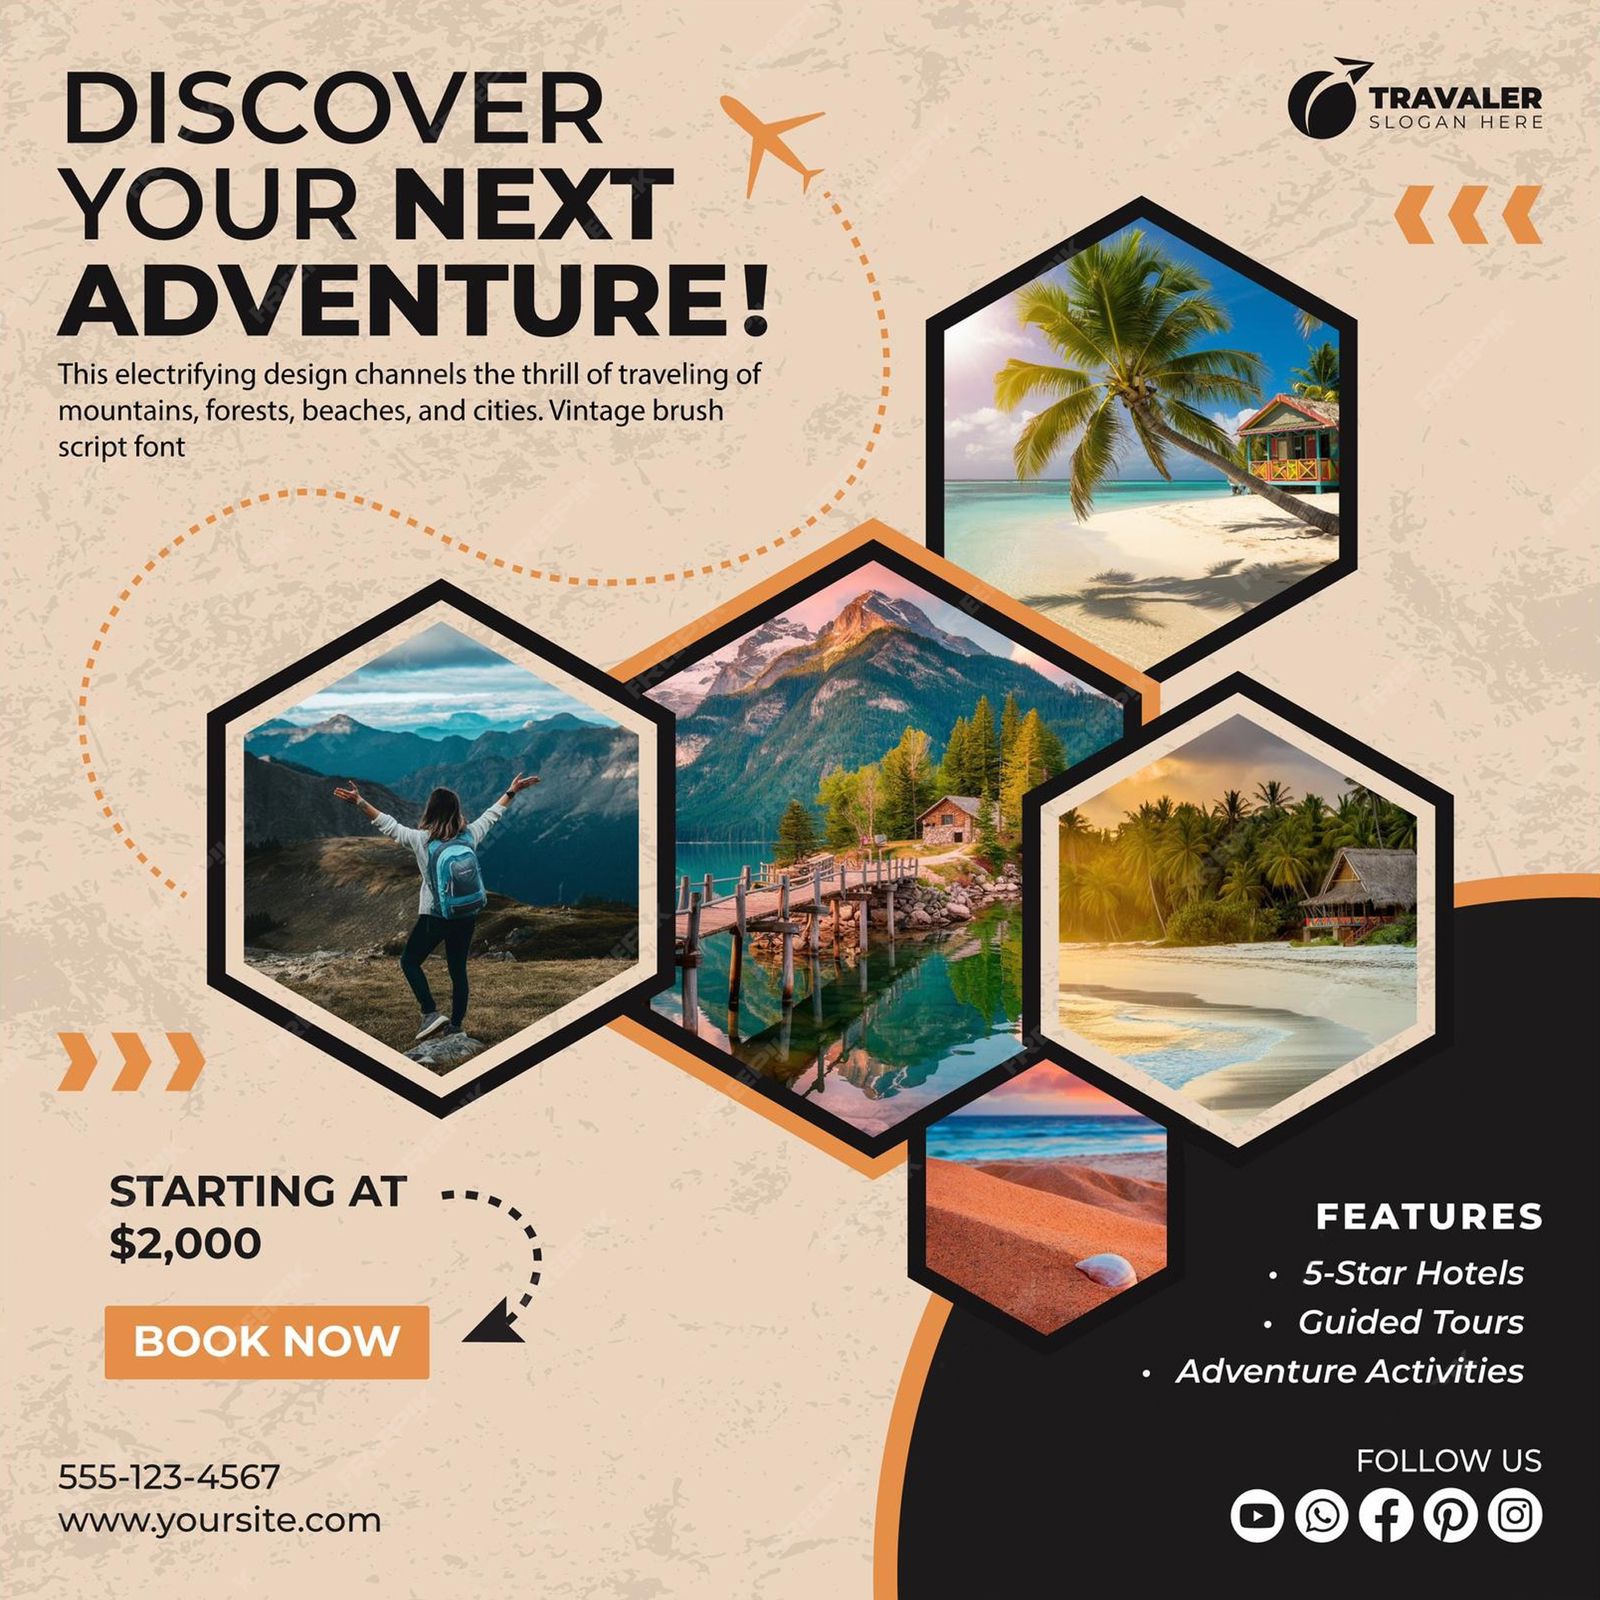 DISCOVER
YOUR NEXT
ADVENTURE!
This electrifying design channels the thrill of traveling of
mountains, forests, beaches, and cities. Vintage brush
script font
TRAVALER
SLOGAN HERE
STARTING AT
$2,000
BOOK NOW
555-123-4567
www.yoursite.com
FEATURES
• 5-Star Hotels
• Guided Tours
• Adventure Activities
FOLLOW US